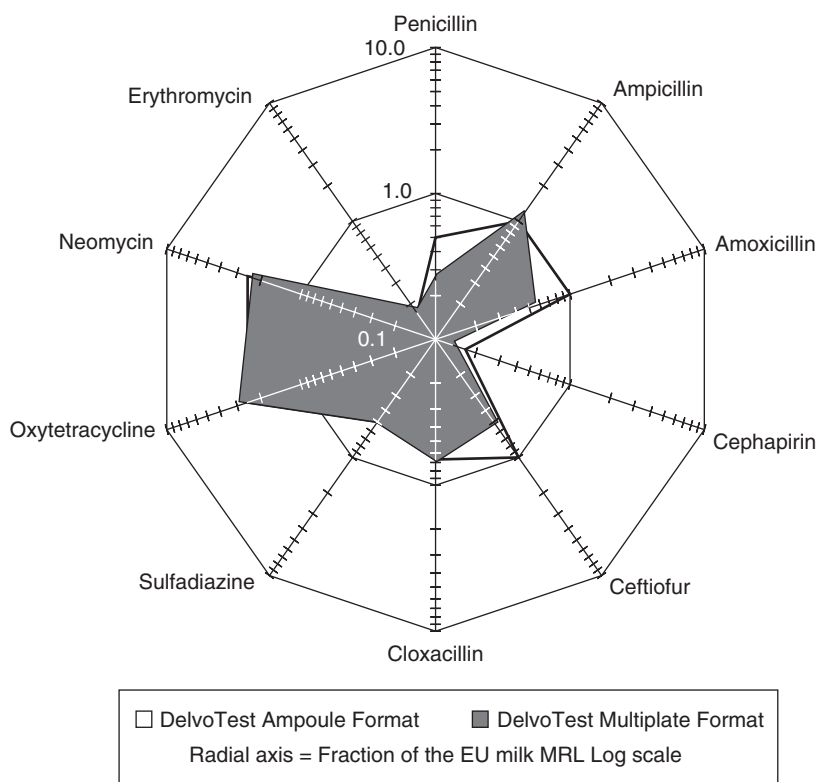 Penicillin
10.0
Erythromycin
Ampicillin
1.0
Neomycin
Amoxicillin
0.1
Oxytetracycline
Cephapirin
Sulfadiazine
Ceftiofur
Cloxacillin
DelvoTest Ampoule Format DelvoTest Multiplate Format
Radial axis = Fraction of the EU milk MRL Log scale